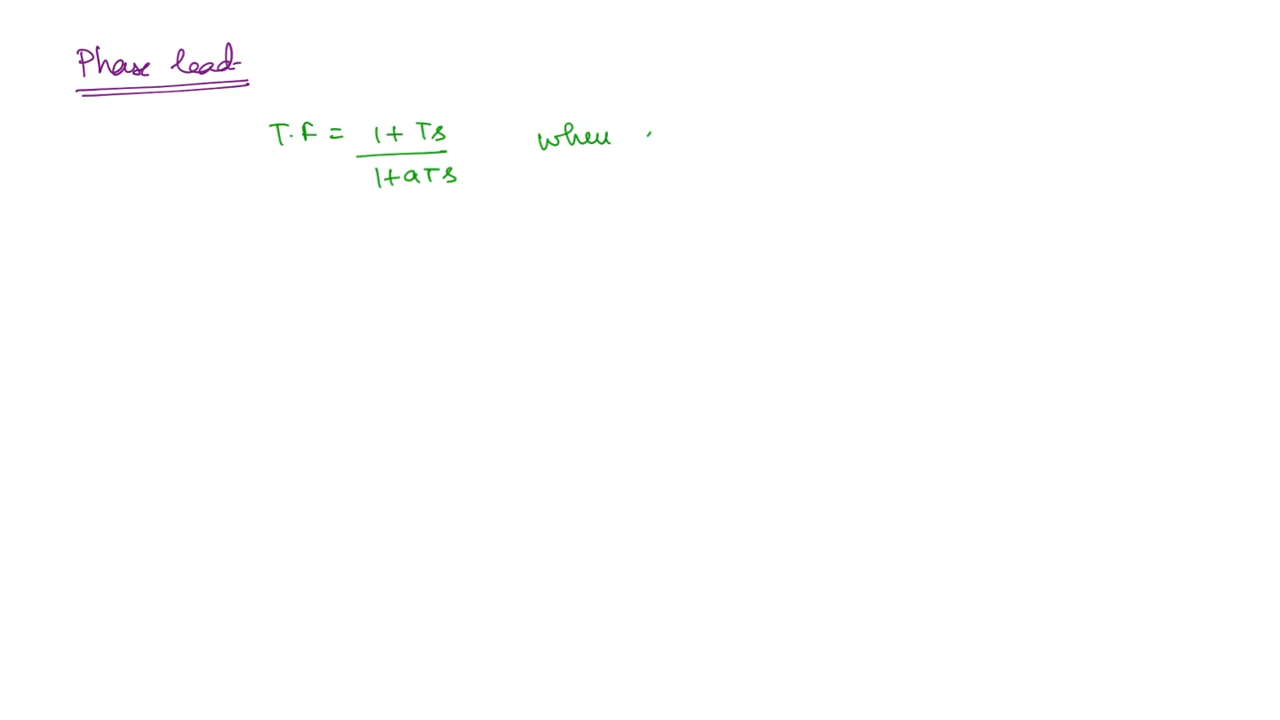 Phase lead
T.F = 1 + Ts when
1+aTs